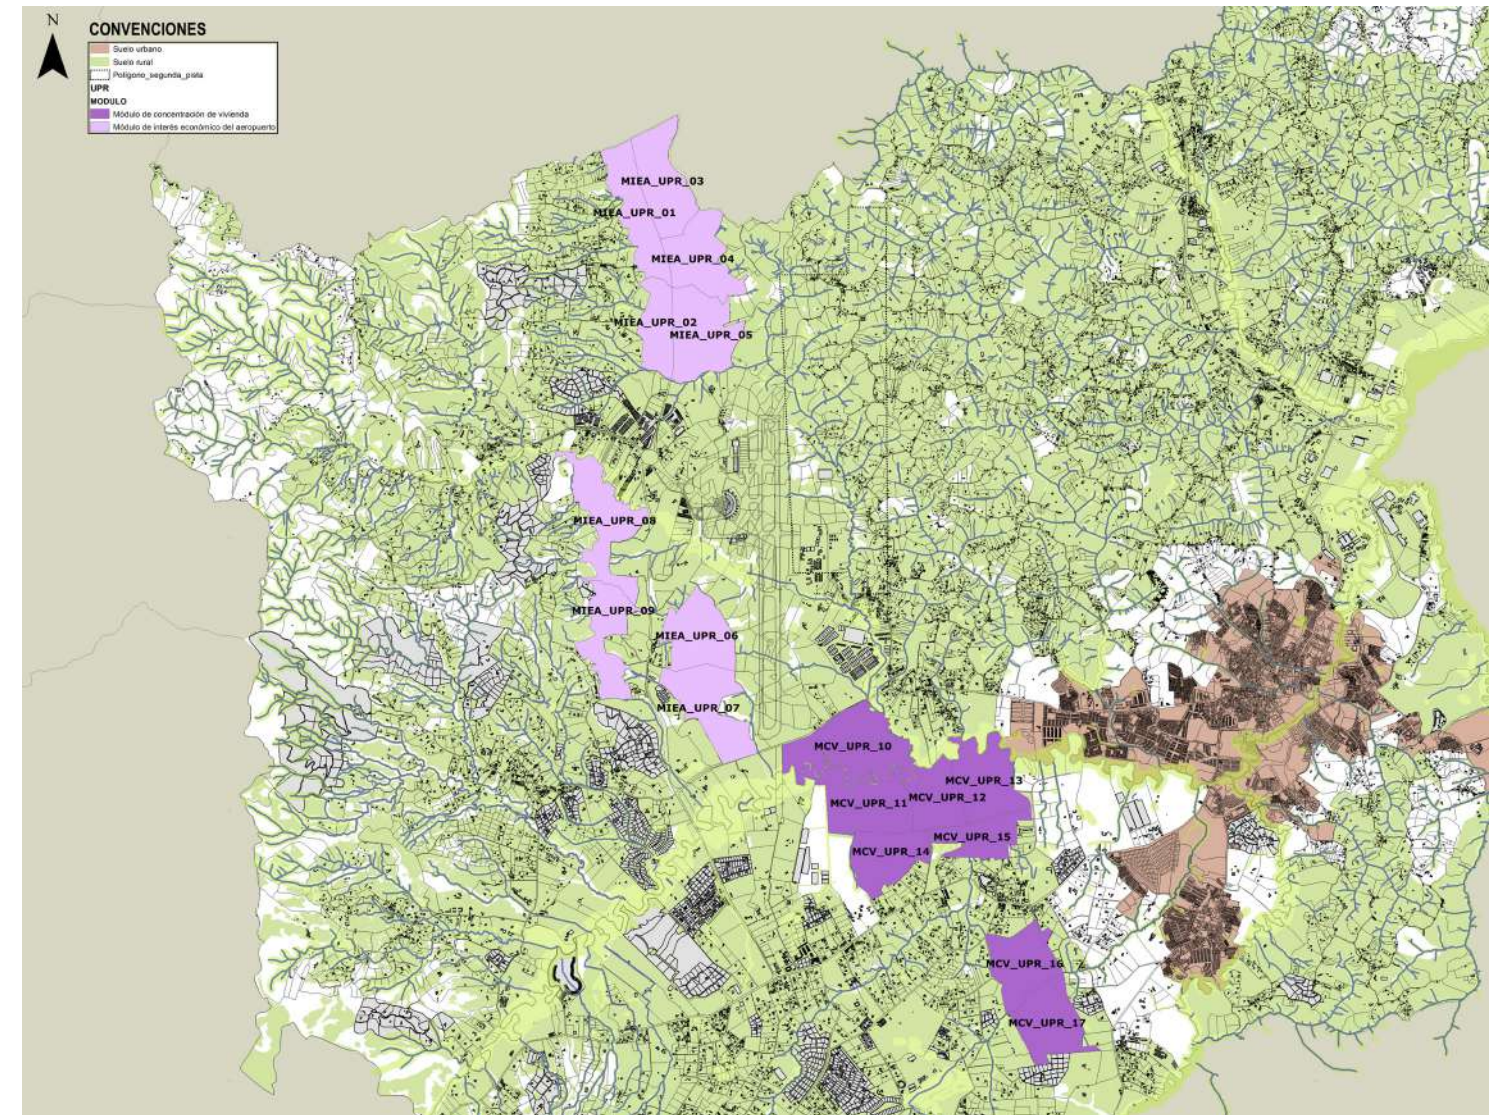 N
CONVENCIONES
Suelo urbano
Suelo rural
Polígono_segunda_pista
UPR
MODULO
Módulo de concentración de vivienda
Módulo de interés económico del aeropuerto
MIEA_UPR_03
MIEA_UPR_01
MIEA_UPR_04
MIEA_UPR_02
MIEA_UPR_05
MIEA_UPR_08
MIEA_UPR_09
MIEA_UPR_06
MIEA_UPR_07
MCV_UPR_10
MCV_UPR_13
MCV_UPR_12
MCV_UPR_11
MCV_UPR_15
MCV_UPR_14
MCV_UPR_16
MCV_UPR_17